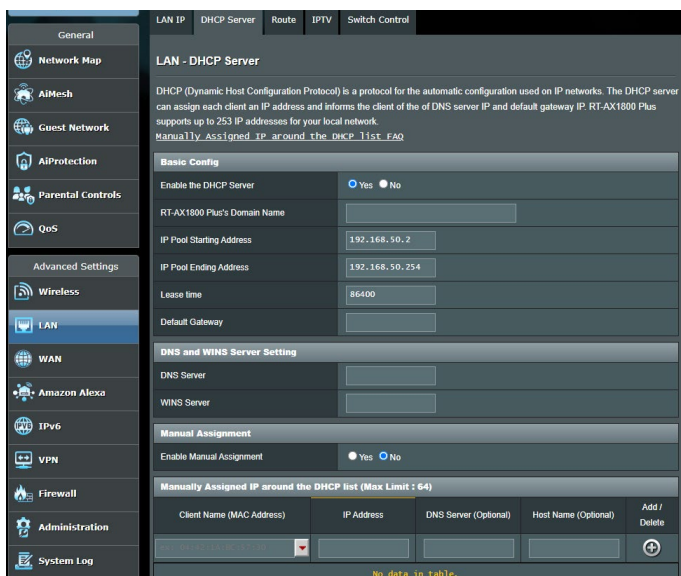 LAN IP
DHCP Server
Route
IPTV
Switch Control
General
Network Map
AiMesh
Guest Network
AiProtection
Parental Controls
QoS
Advanced Settings
Wireless
LAN
WAN
Amazon Alexa
IPv6
VPN
Firewall
Administration
System Log
LAN - DHCP Server
DHCP (Dynamic Host Configuration Protocol) is a protocol for the automatic configuration used on IP networks. The DHCP server
can assign each client an IP address and informs the client of the of DNS server IP and default gateway IP. RT-AX1800 Plus
supports up to 253 IP addresses for your local network.
Manually Assigned IP around the DHCP list FAQ
Basic Config
Enable the DHCP Server Yes No
RT-AX1800 Plus's Domain Name
IP Pool Starting Address 192.168.50.2
IP Pool Ending Address 192.168.50.254
Lease time 86400
Default Gateway
DNS and WINS Server Setting
DNS Server
WINS Server
Manual Assignment
Enable Manual Assignment Yes No
Manually Assigned IP around the DHCP list (Max Limit : 64)
Client Name (MAC Address) IP Address DNS Server (Optional) Host Name (Optional) Add / Delete
No data in table.